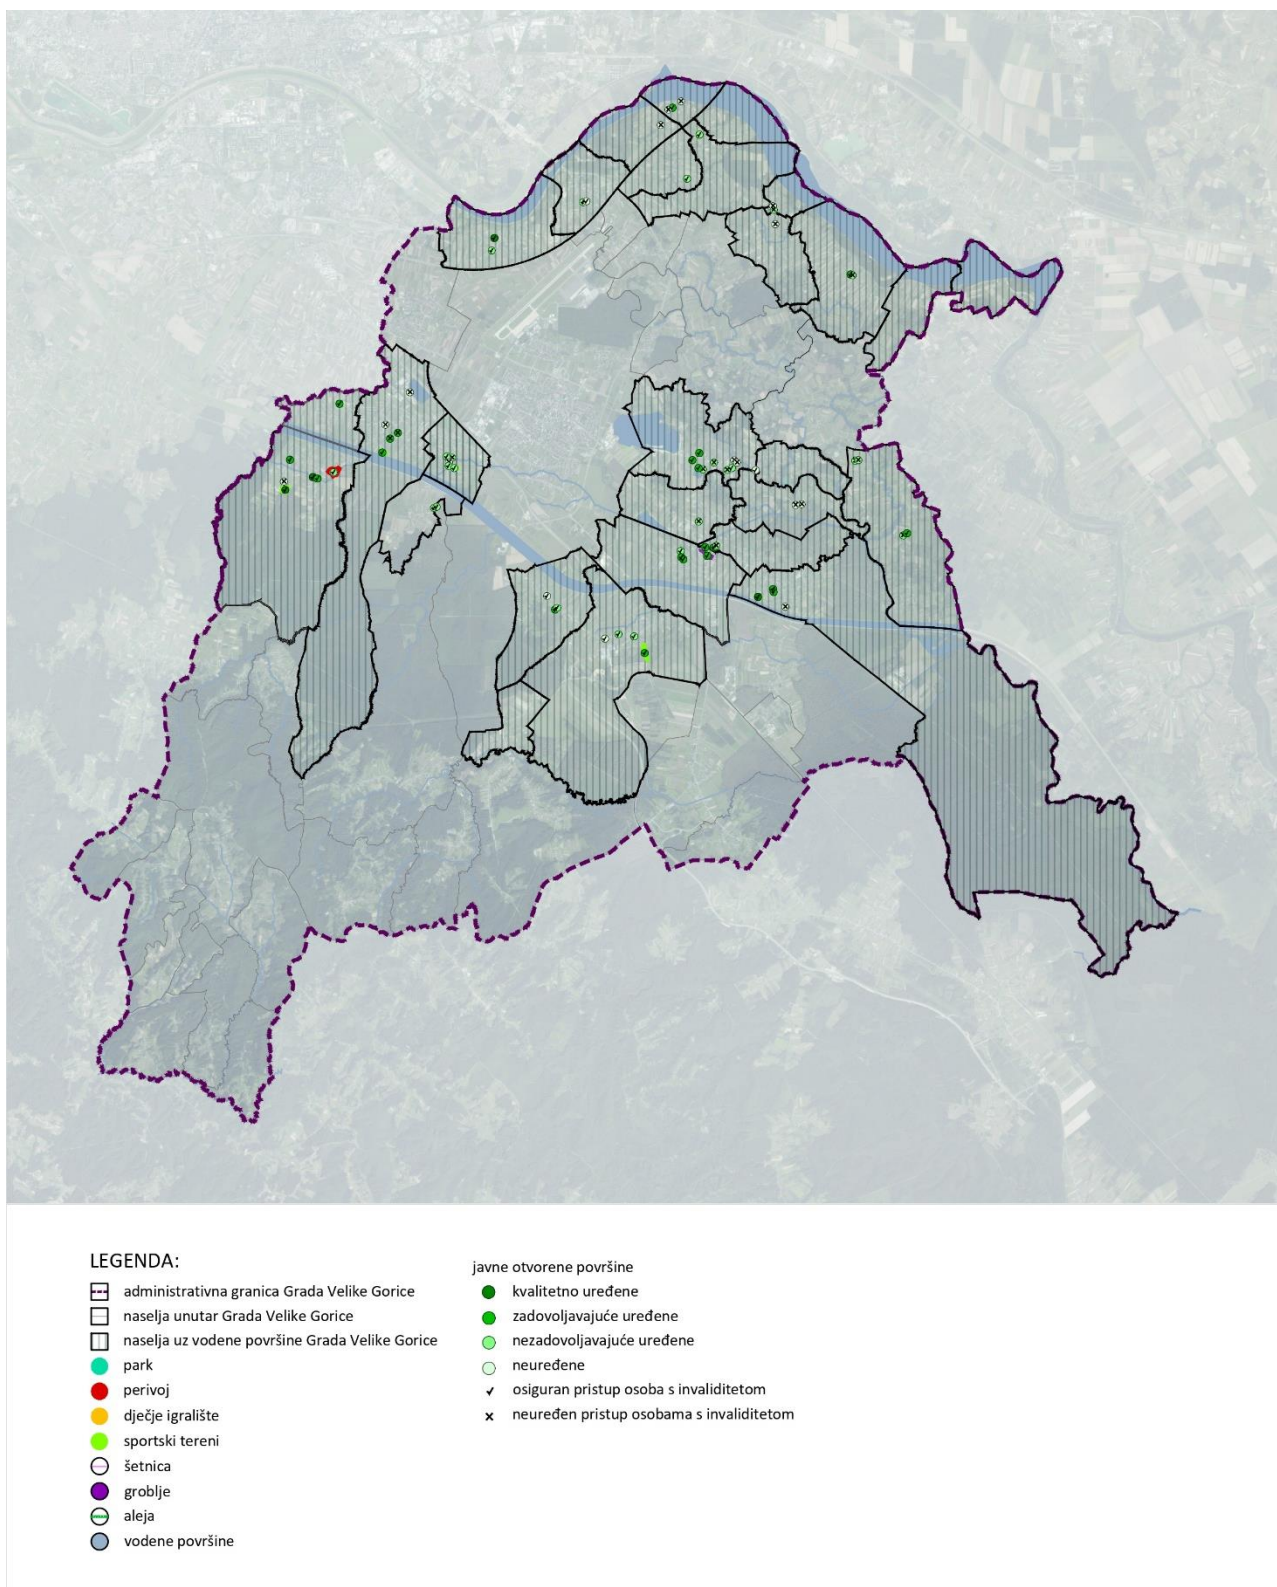 LEGENDA:
administrativna granica Grada Velike Gorice
naselja unutar Grada Velike Gorice
naselja uz vodene površine Grada Velike Gorice
park
perivoj
dječje igralište
sportski tereni
šetnica
groblje
aleja
vodene površine
javne otvorene površine
kvalitetno uređene
zadovoljavajuće uređene
nezadovoljavajuće uređene
neuređene
osiguran pristup osoba s invaliditetom
neuređen pristup osobama s invaliditetom